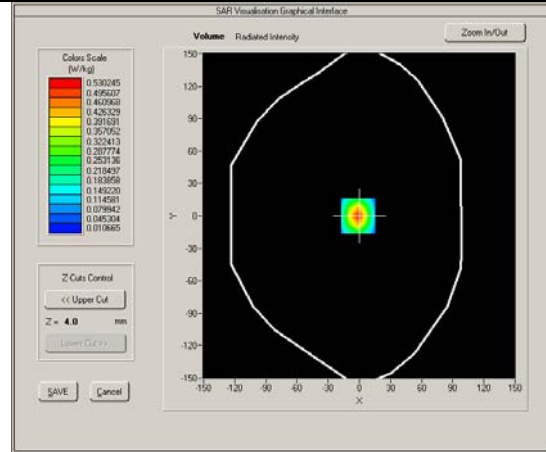 SAR Visualisation Graphical Interface
Volume Radiated Intensity
Zoom In/Out
Colors Scale
(W/kg)
0.530245
0.495607
0.460968
0.426329
0.391691
0.357052
0.322413
0.287774
0.253136
0.218497
0.183858
0.149220
0.114581
0.079942
0.045304
0.010665
Z-Cuts Control
<< Upper Cut
Z = 4.0 mm
Lower Cut >>
SAVE Cancel
150
120
90
60
30
0
-30
-60
-90
-120
-150
Y
-150 -120 -90 -60 -30 0 30 60 90 120 150
X